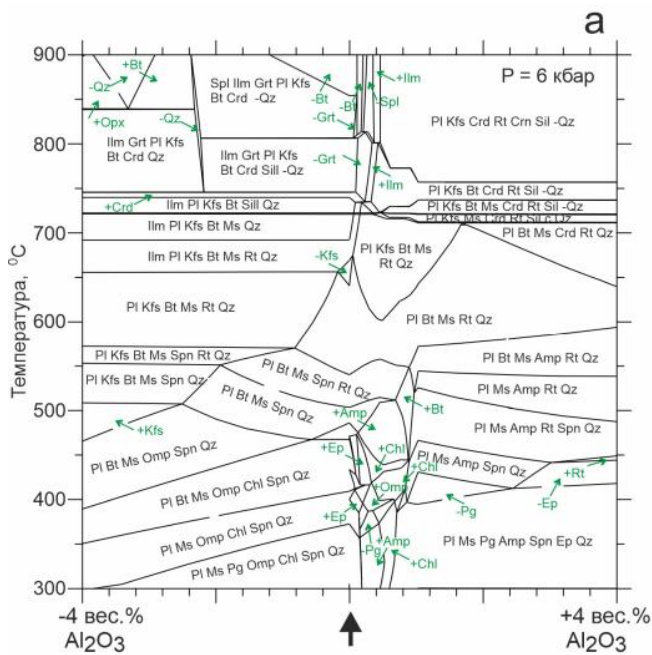 а
900
+Bt
-Qz
+Opx
Ilm Grt Pl Kfs
Bt Crd Qz
-Qz
Spl Ilm Grt Pl Kfs
Bt Crd -Qz
-Bt
-Bt
-Grt
+Ilm
-Spl
P = 6 кбар
Pl Kfs Crd Rt Crn Sil -Qz
800
Ilm Grt Pl Kfs
Bt Crd Sill -Qz
-Grt
+Ilm
+Crd
Ilm Pl Kfs Bt Sill Qz
Pl Kfs Bt Crd Rt Sil -Qz
Pl Kfs Bt Ms Crd Rt Sil -Qz
Pl Kfs Ms Crd Rt Sil c Qz
Pl Bt Ms Crd Rt Qz
700
Ilm Pl Kfs Bt Ms Qz
Ilm Pl Kfs Bt Ms Rt Qz
-Kfs
Pl Kfs Bt Ms
Rt Qz
Температура, ⁰C
600
Pl Kfs Bt Ms Rt Qz
Pl Bt Ms Rt Qz
Pl Kfs Bt Ms Spn Rt Qz
Pl Kfs Bt Ms Spn Qz
Pl Bt Ms Spn Rt Qz
Pl Bt Ms Spn Qz
Pl Bt Ms Amp Rt Qz
Pl Ms Amp Rt Qz
500
+Kfs
+Amp
+Bt
Pl Ms Amp Rt Spn Qz
Pl Bt Ms Omp Spn Qz
+Ep
+Chl
+Chl
Pl Ms Amp Spn Qz
+Rt
Pl Bt Ms Omp Chl Spn Qz
+Omp
-Ep
400
+Ep
-Pg
Pl Ms Omp Chl Spn Qz
-Pg
+Amp
+Chl
Pl Ms Pg Amp Spn Ep Qz
Pl Ms Pg Omp Chl Spn Qz
300
-4 вес.%
Al₂O₃
+4 вес.%
Al₂O₃